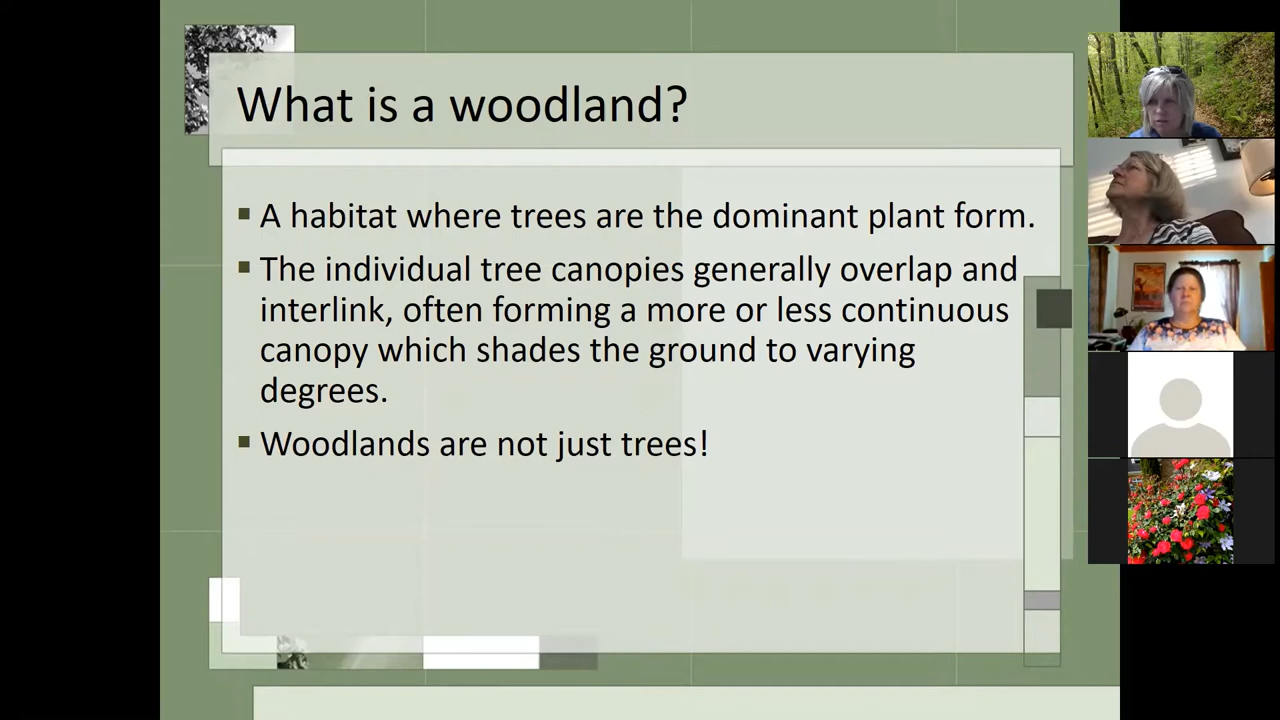 What is a woodland?
▪ A habitat where trees are the dominant plant form.
▪ The individual tree canopies generally overlap and
interlink, often forming a more or less continuous
canopy which shades the ground to varying
degrees.
▪ Woodlands are not just trees!